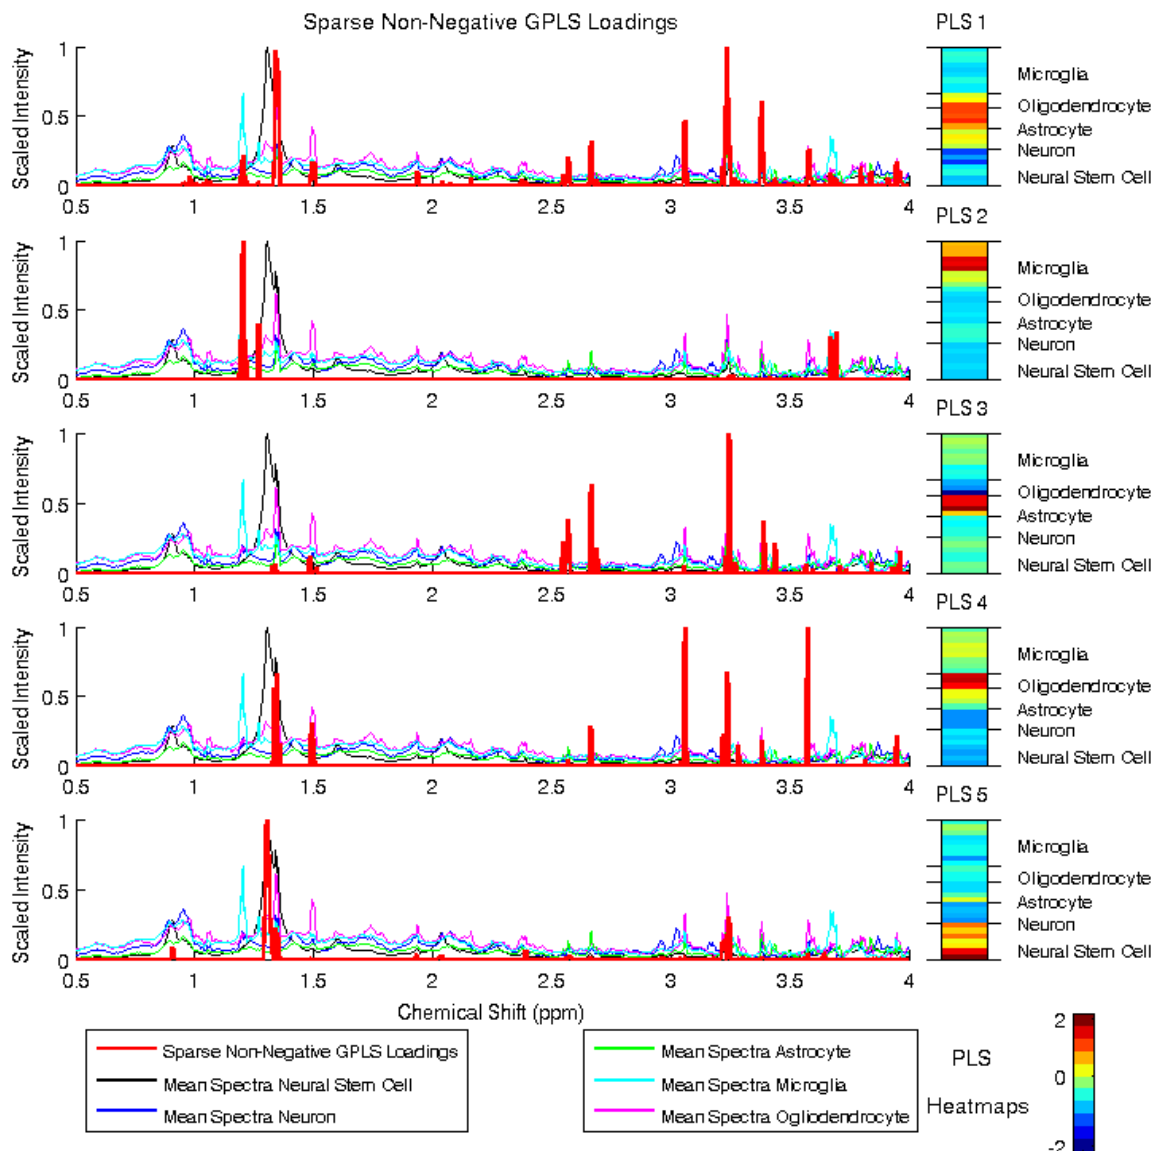 Sparse Non-Negative GPLS Loadings
PLS 1
Scaled Intensity
1
0.5
0
0.5
1
1.5
2
2.5
3
3.5
4
Microglia
Oligodendrocyte
Astrocyte
Neuron
Neural Stem Cell
PLS 2
Scaled Intensity
1
0.5
0
0.5
1
1.5
2
2.5
3
3.5
4
Microglia
Oligodendrocyte
Astrocyte
Neuron
Neural Stem Cell
PLS 3
Scaled Intensity
1
0.5
0
0.5
1
1.5
2
2.5
3
3.5
4
Microglia
Oligodendrocyte
Astrocyte
Neuron
Neural Stem Cell
PLS 4
Scaled Intensity
1
0.5
0
0.5
1
1.5
2
2.5
3
3.5
4
Microglia
Oligodendrocyte
Astrocyte
Neuron
Neural Stem Cell
PLS 5
Scaled Intensity
1
0.5
0
0.5
1
1.5
2
2.5
3
3.5
4
Microglia
Oligodendrocyte
Astrocyte
Neuron
Neural Stem Cell
Chemical Shift (ppm)
Sparse Non-Negative GPLS Loadings
Mean Spectra Neural Stem Cell
Mean Spectra Neuron
Mean Spectra Astrocyte
Mean Spectra Microglia
Mean Spectra Ogliodendrocyte
PLS
Heatmaps
2
0
-2